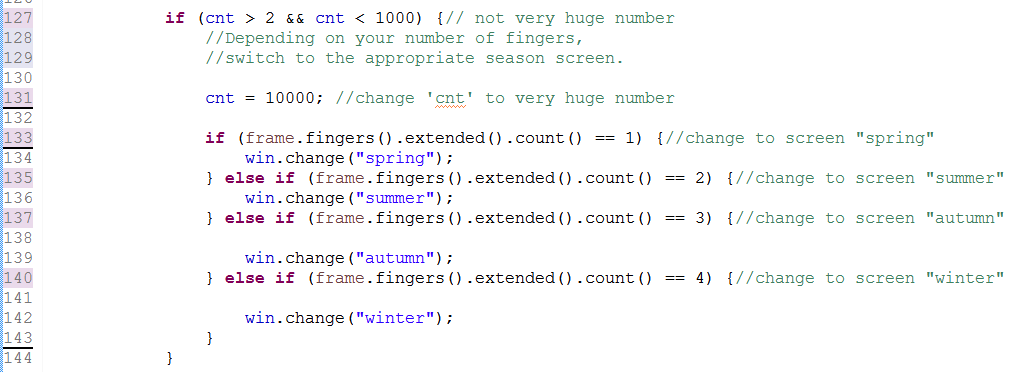 127 if (cnt > 2 && cnt < 1000) {// not very huge number
128 //Depending on your number of fingers,
129 //switch to the appropriate season screen.
130
131 cnt = 10000; //change 'cnt' to very huge number
132
133 if (frame.fingers().extended().count() == 1) {//change to screen "spring"
134 win.change("spring");
135 } else if (frame.fingers().extended().count() == 2) {//change to screen "summer"
136 win.change("summer");
137 } else if (frame.fingers().extended().count() == 3) {//change to screen "autumn"
138
139 win.change("autumn");
140 } else if (frame.fingers().extended().count() == 4) {//change to screen "winter"
141
142 win.change("winter");
143 }
144 }